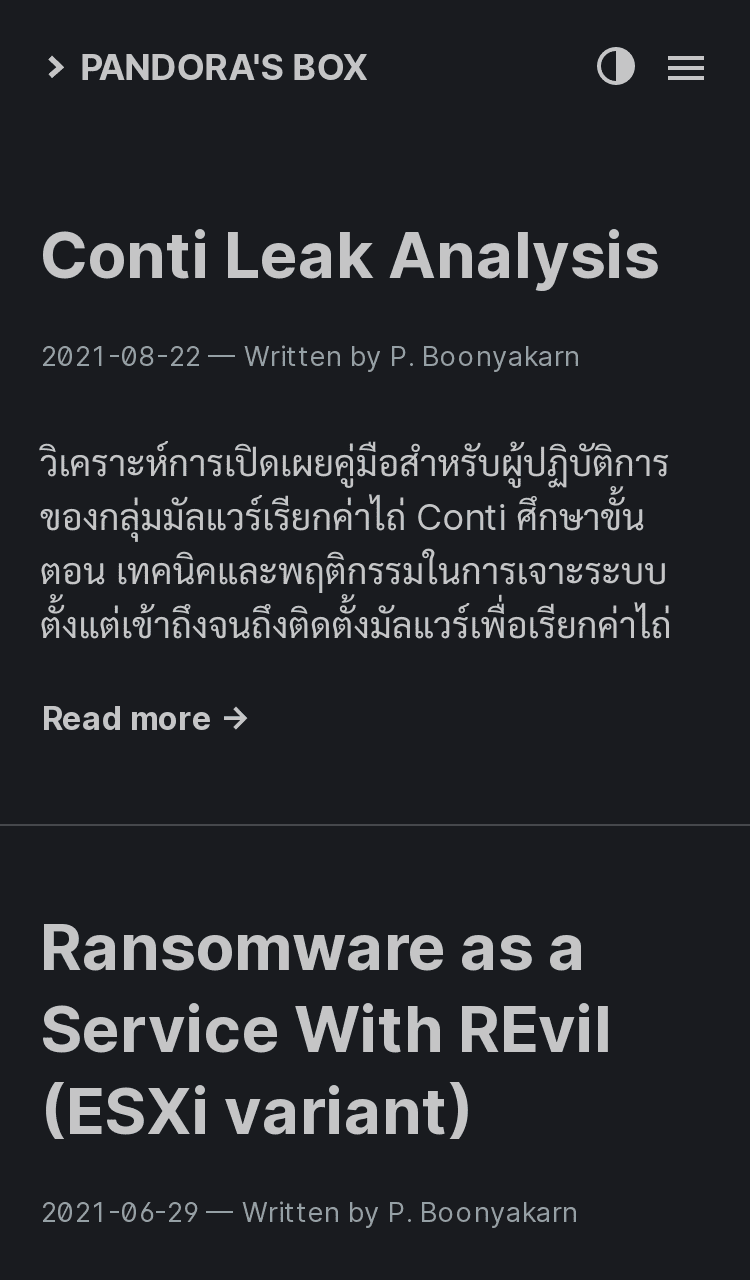 PANDORA'S BOX
Conti Leak Analysis
2021-08-22 — Written by P. Boonyakarn
วิเคราะห์การเปิดเผยคู่มือสำหรับผู้ปฏิบัติการ
ของกลุ่มมัลแวร์เรียกค่าไถ่ Conti ศึกษาขั้น
ตอน เทคนิคและพฤติกรรมในการเจาะระบบ
ตั้งแต่เข้าถึงจนถึงติดตั้งมัลแวร์เพื่อเรียกค่าไถ่
Read more →
Ransomware as a
Service With REvil
(ESXi variant)
2021-06-29 — Written by P. Boonyakarn